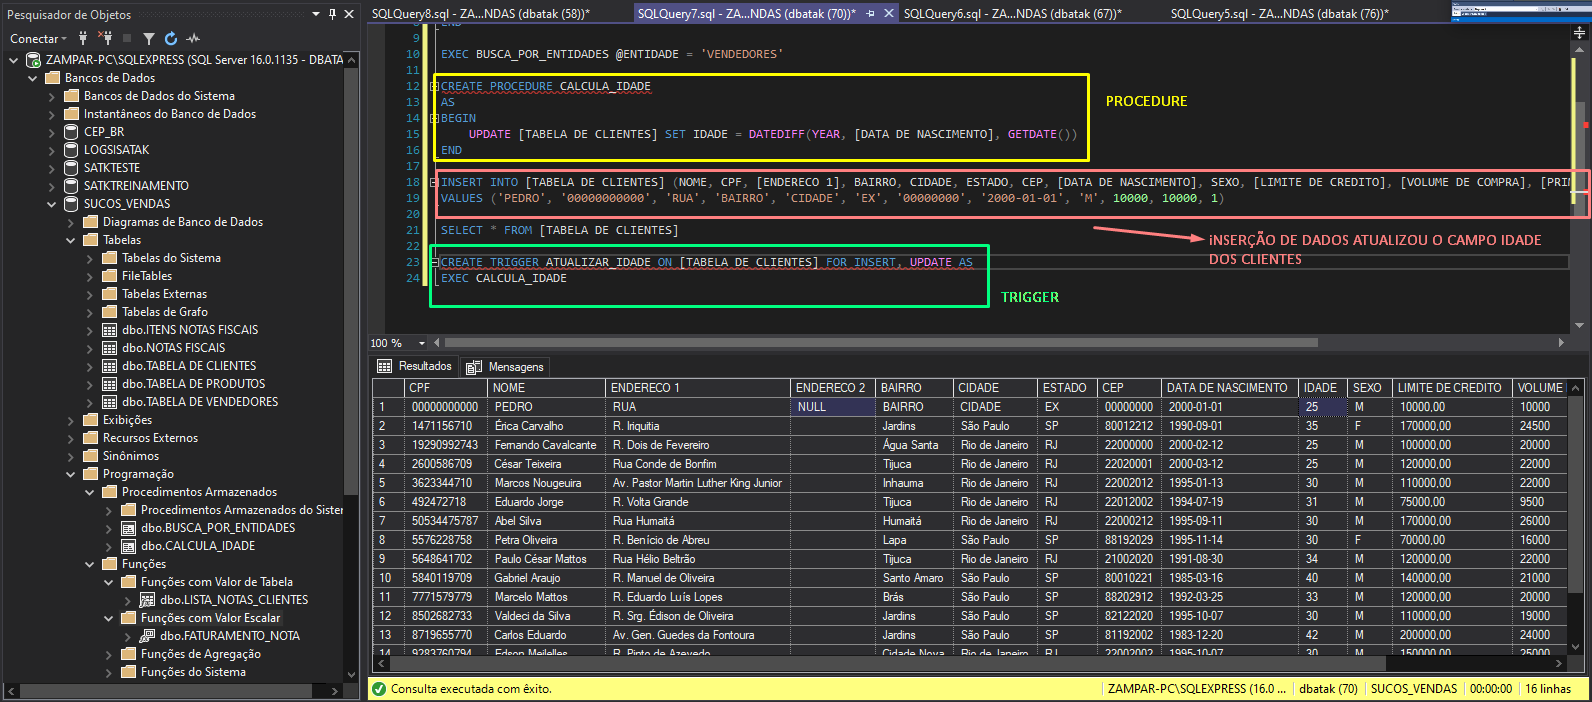 Pesquisador de Objetos
Conectar
ZAMPAR-PC\SQLEXPRESS (SQL Server 16.0.1135 - DBATA
Bancos de Dados
Bancos de Dados do Sistema
Instantâneos do Banco de Dados
CEP_BR
LOGSISATAK
SATKTESTE
SATKTREINAMENTO
SUCOS_VENDAS
Diagramas de Banco de Dados
Tabelas
Tabelas do Sistema
FileTables
Tabelas Externas
Tabelas de Grafo
dbo.ITENS NOTAS FISCAIS
dbo.NOTAS FISCAIS
dbo.TABELA DE CLIENTES
dbo.TABELA DE PRODUTOS
dbo.TABELA DE VENDEDORES
Exibições
Recursos Externos
Sinônimos
Programação
Procedimentos Armazenados
Procedimentos Armazenados do Sister
dbo.BUSCA_POR_ENTIDADES
dbo.CALCULA_IDADE
Funções
Funções com Valor de Tabela
dbo.LISTA_NOTAS_CLIENTES
Funções com Valor Escalar
dbo.FATURAMENTO_NOTA
Funções de Agregação
Funções do Sistema
SQLQuery8.sql - ZA...NDAS (dbatak (58))* SQLQuery7.sql - ZA...NDAS (dbatak (70))* SQLQuery6.sql - ZA...NDAS (dbatak (67))* SQLQuery5.sql - ZA...NDAS (dbatak (76))*
END
9
10 EXEC BUSCA_POR_ENTIDADES @ENTIDADE = 'VENDEDORES'
11
12 CREATE PROCEDURE CALCULA_IDADE
13 AS
14 BEGIN
15 UPDATE [TABELA DE CLIENTES] SET IDADE = DATEDIFF(YEAR, [DATA DE NASCIMENTO], GETDATE())
16 END
PROCEDURE
17
18 INSERT INTO [TABELA DE CLIENTES] (NOME, CPF, [ENDERECO 1], BAIRRO, CIDADE, ESTADO, CEP, [DATA DE NASCIMENTO], SEXO, [LIMITE DE CREDITO], [VOLUME DE COMPRA], [PRI
19 VALUES ('PEDRO', '00000000000', 'RUA', 'BAIRRO', 'CIDADE', 'EX', '00000000', '2000-01-01', 'M', 10000, 10000, 1)
20
21 SELECT * FROM [TABELA DE CLIENTES]
22
iNSERÇÃO DE DADOS ATUALIZOU O CAMPO IDADE
DOS CLIENTES
23 CREATE TRIGGER ATUALIZAR_IDADE ON [TABELA DE CLIENTES] FOR INSERT, UPDATE AS
24 EXEC CALCULA_IDADE
TRIGGER
100 %
Resultados Mensagens
CPF NOME ENDERECO 1 ENDERECO 2 BAIRRO CIDADE ESTADO CEP DATA DE NASCIMENTO IDADE SEXO LIMITE DE CREDITO VOLUME
1 00000000000 PEDRO RUA NULL BAIRRO CIDADE EX 00000000 2000-01-01 25 M 10000,00 10000
2 1471156710 Érica Carvalho R. Iriquitia Jardins São Paulo SP 80012212 1990-09-01 35 F 170000,00 24500
3 19290992743 Fernando Cavalcante R. Dois de Fevereiro Água Santa Rio de Janeiro RJ 22000000 2000-02-12 25 M 100000,00 20000
4 2600586709 César Teixeira Rua Conde de Bonfim Tijuca Rio de Janeiro RJ 22020001 2000-03-12 25 M 120000,00 22000
5 3623344710 Marcos Nougeuira Av. Pastor Martin Luther King Junior Inhauma Rio de Janeiro RJ 22002012 1995-01-13 30 M 110000,00 22000
6 492472718 Eduardo Jorge R. Volta Grande Tijuca Rio de Janeiro RJ 22012002 1994-07-19 31 M 75000,00 9500
7 50534475787 Abel Silva Rua Humaitá Humaitá Rio de Janeiro RJ 22000212 1995-09-11 30 M 170000,00 26000
8 5576228758 Petra Oliveira R. Benício de Abreu Lapa São Paulo SP 88192029 1995-11-14 30 F 70000,00 16000
9 5648641702 Paulo César Mattos Rua Hélio Beltrão Tijuca Rio de Janeiro RJ 21002020 1991-08-30 34 M 120000,00 22000
10 5840119709 Gabriel Araujo R. Manuel de Oliveira Santo Amaro São Paulo SP 80010221 1985-03-16 40 M 140000,00 21000
11 7771579779 Marcelo Mattos R. Eduardo Luís Lopes Brás São Paulo SP 88202912 1992-03-25 33 M 120000,00 20000
12 8502682733 Valdeci da Silva R. Srg. Édison de Oliveira Jardins São Paulo SP 82122020 1995-10-07 30 M 110000,00 19000
13 8719655770 Carlos Eduardo Av. Gen. Guedes da Fontoura Jardins São Paulo SP 81192002 1983-12-20 42 M 200000,00 24000
14 9283760794 Edson Meilelles R. Pinto de Azevedo Cidade Nova Rio de Janeiro RJ 22002002 1995-10-07 30 M 150000,00 25000
Consulta executada com êxito. ZAMPAR-PC\SQLEXPRESS (16.0 ... dbatak (70) SUCOS_VENDAS 00:00:00 16 linhas